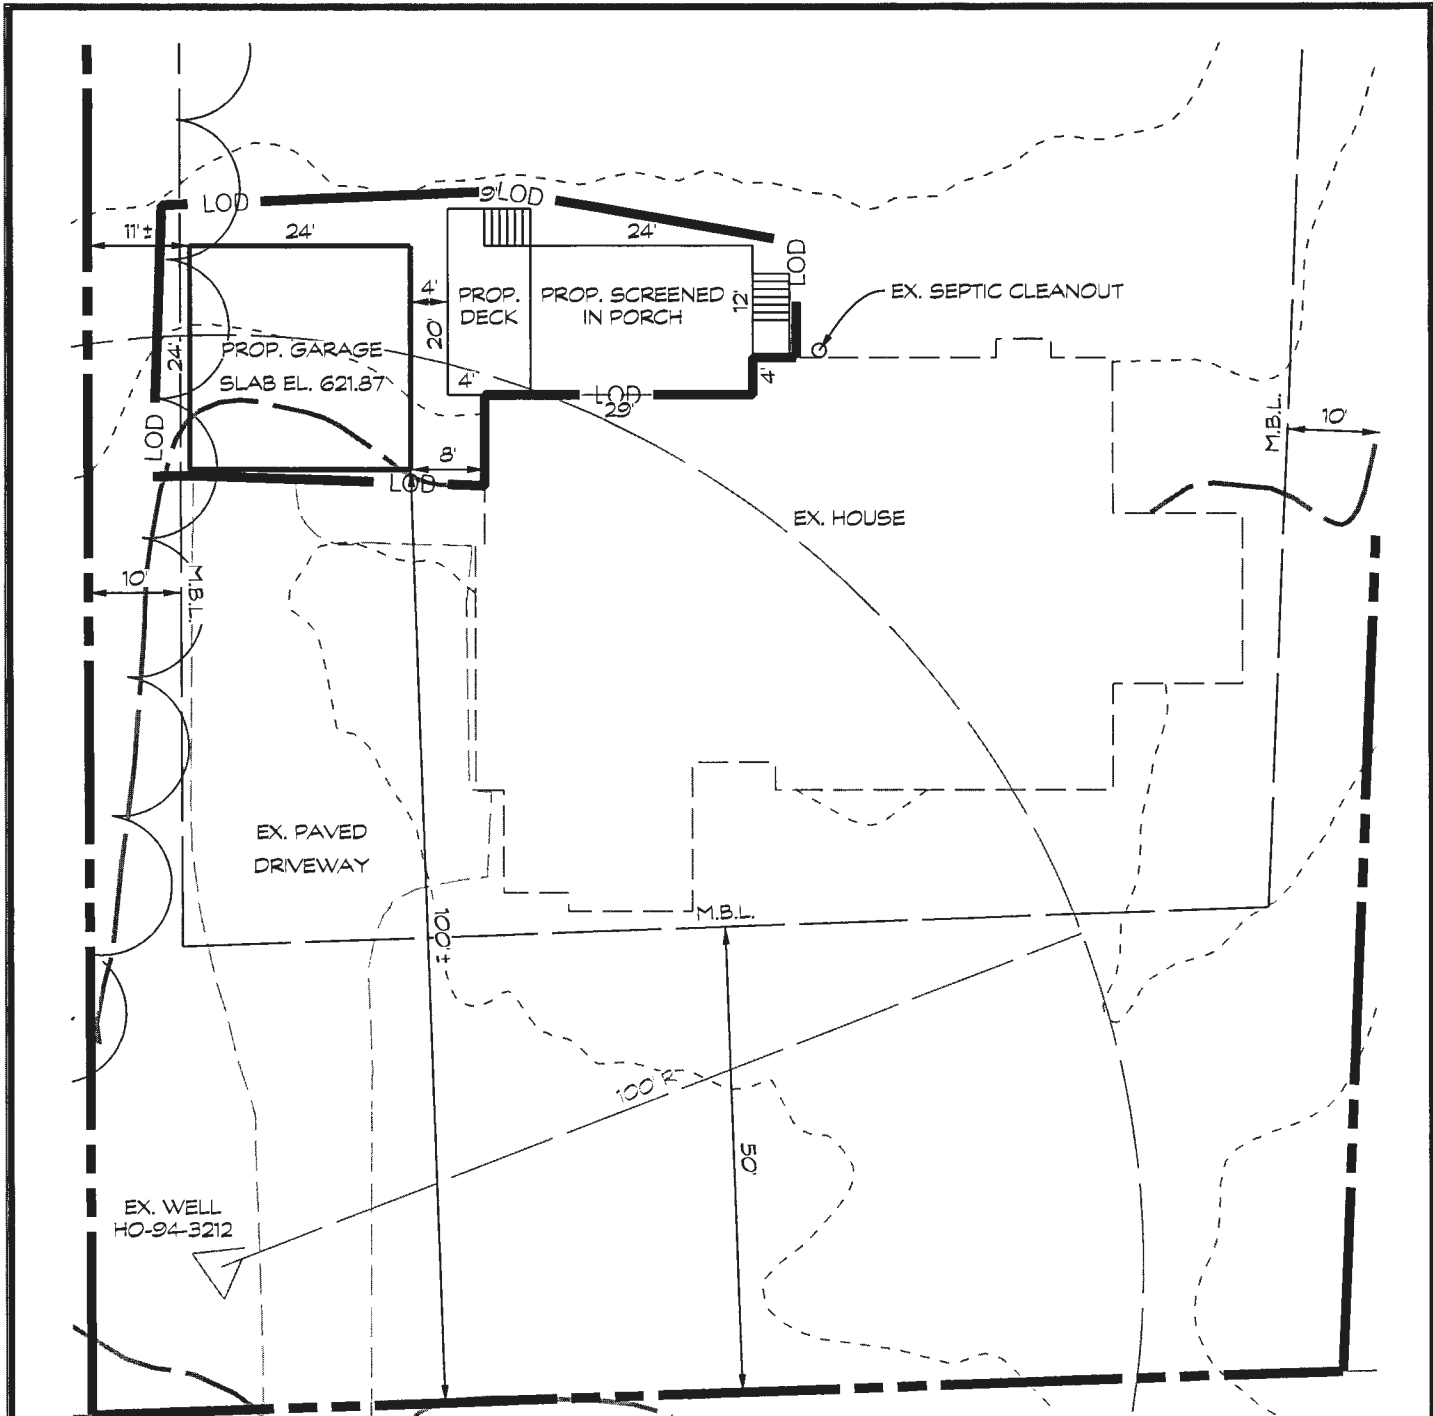 LOD
9'
LOD
11'±
24'
24'
LOD
4'
PROP.
DECK
PROP. SCREENED
IN PORCH
12'
EX. SEPTIC CLEANOUT
20'
24'
PROP. GARAGE
SLAB EL. 621.87
4'
4'
LOD
29'
M.B.L.
10'
LOD
8'
LOD
EX. HOUSE
10'
M.B.L.
EX. PAVED
DRIVEWAY
M.B.L.
100'±
100' R
50'
EX. WELL
HO-94-3212